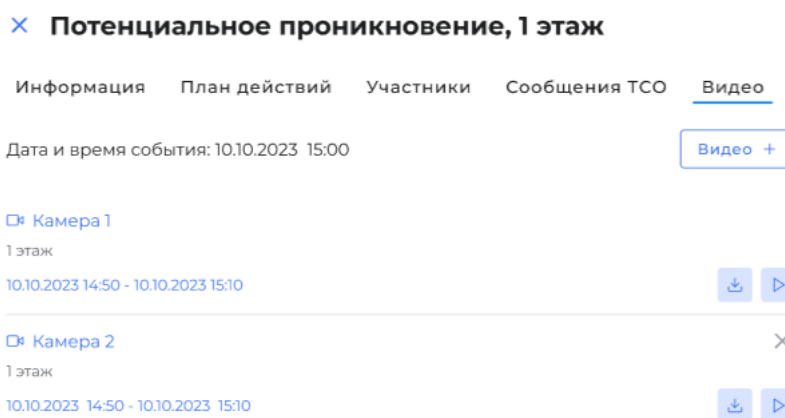 Потенциальное проникновение, 1 этаж
Информация План действий Участники Сообщения ТСО Видео
Дата и время события: 10.10.2023 15:00
Видео +
Камера 1
1 этаж
10.10.2023 14:50 - 10.10.2023 15:10
Камера 2
1 этаж
10.10.2023 14:50 - 10.10.2023 15:10